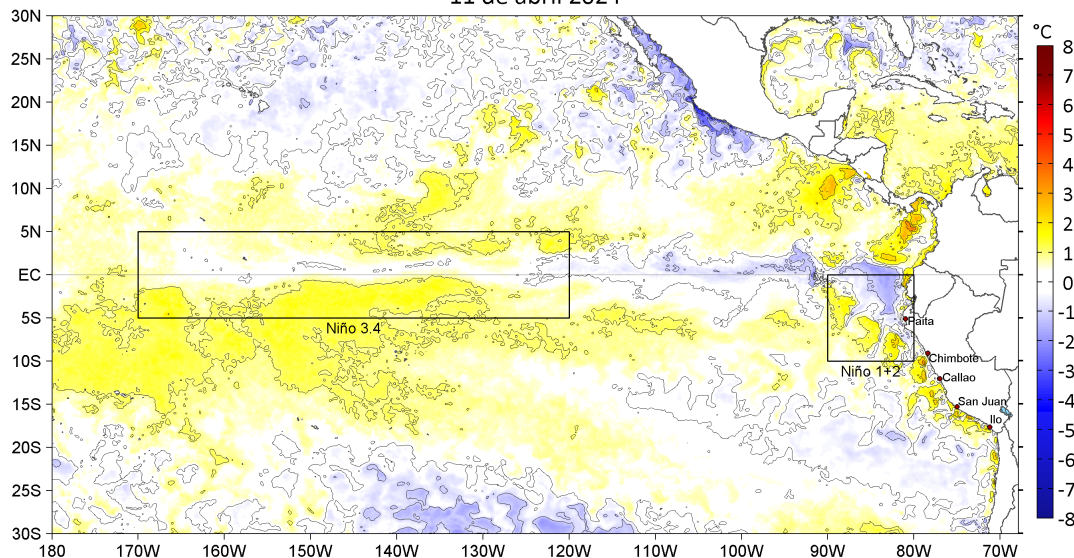 11 de abril 2024
30N
25N
20N
15N
10N
5N
EC
5S
10S
15S
20S
25S
30S
180
170W
160W
150W
140W
130W
120W
110W
100W
90W
80W
70W
Niño 3.4
Niño 1+2
Paita
Chimbote
Callao
San Juan
Ilo
°C
8
7
6
5
4
3
2
1
0
-1
-2
-3
-4
-5
-6
-7
-8